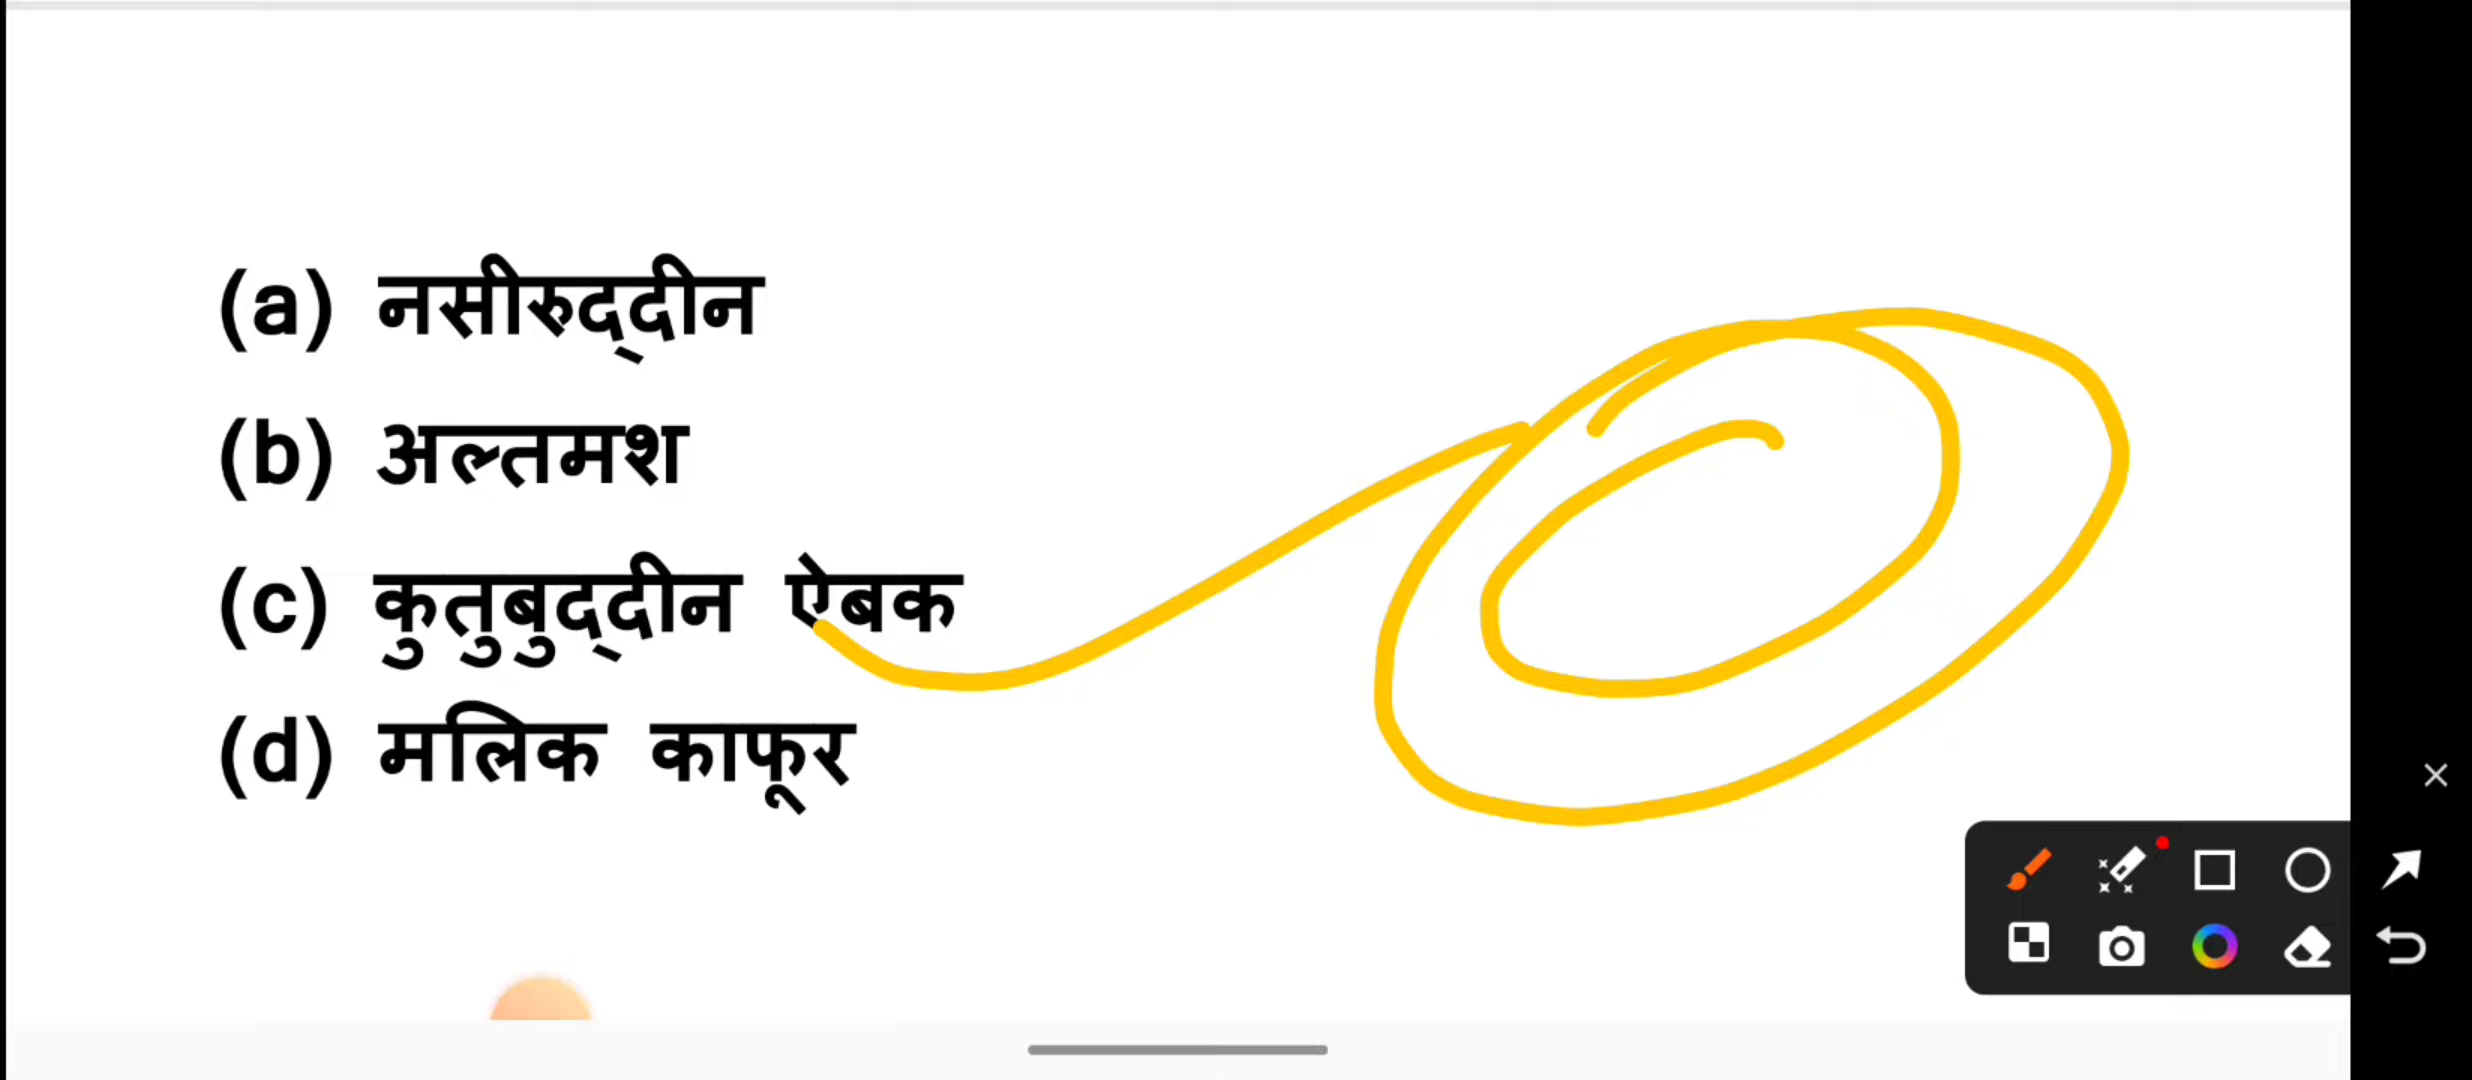 (a) नसीरुद्दीन
(b) अल्तमश
(c) कुतुबुद्दीन ऐबक
(d) मलिक काफूर